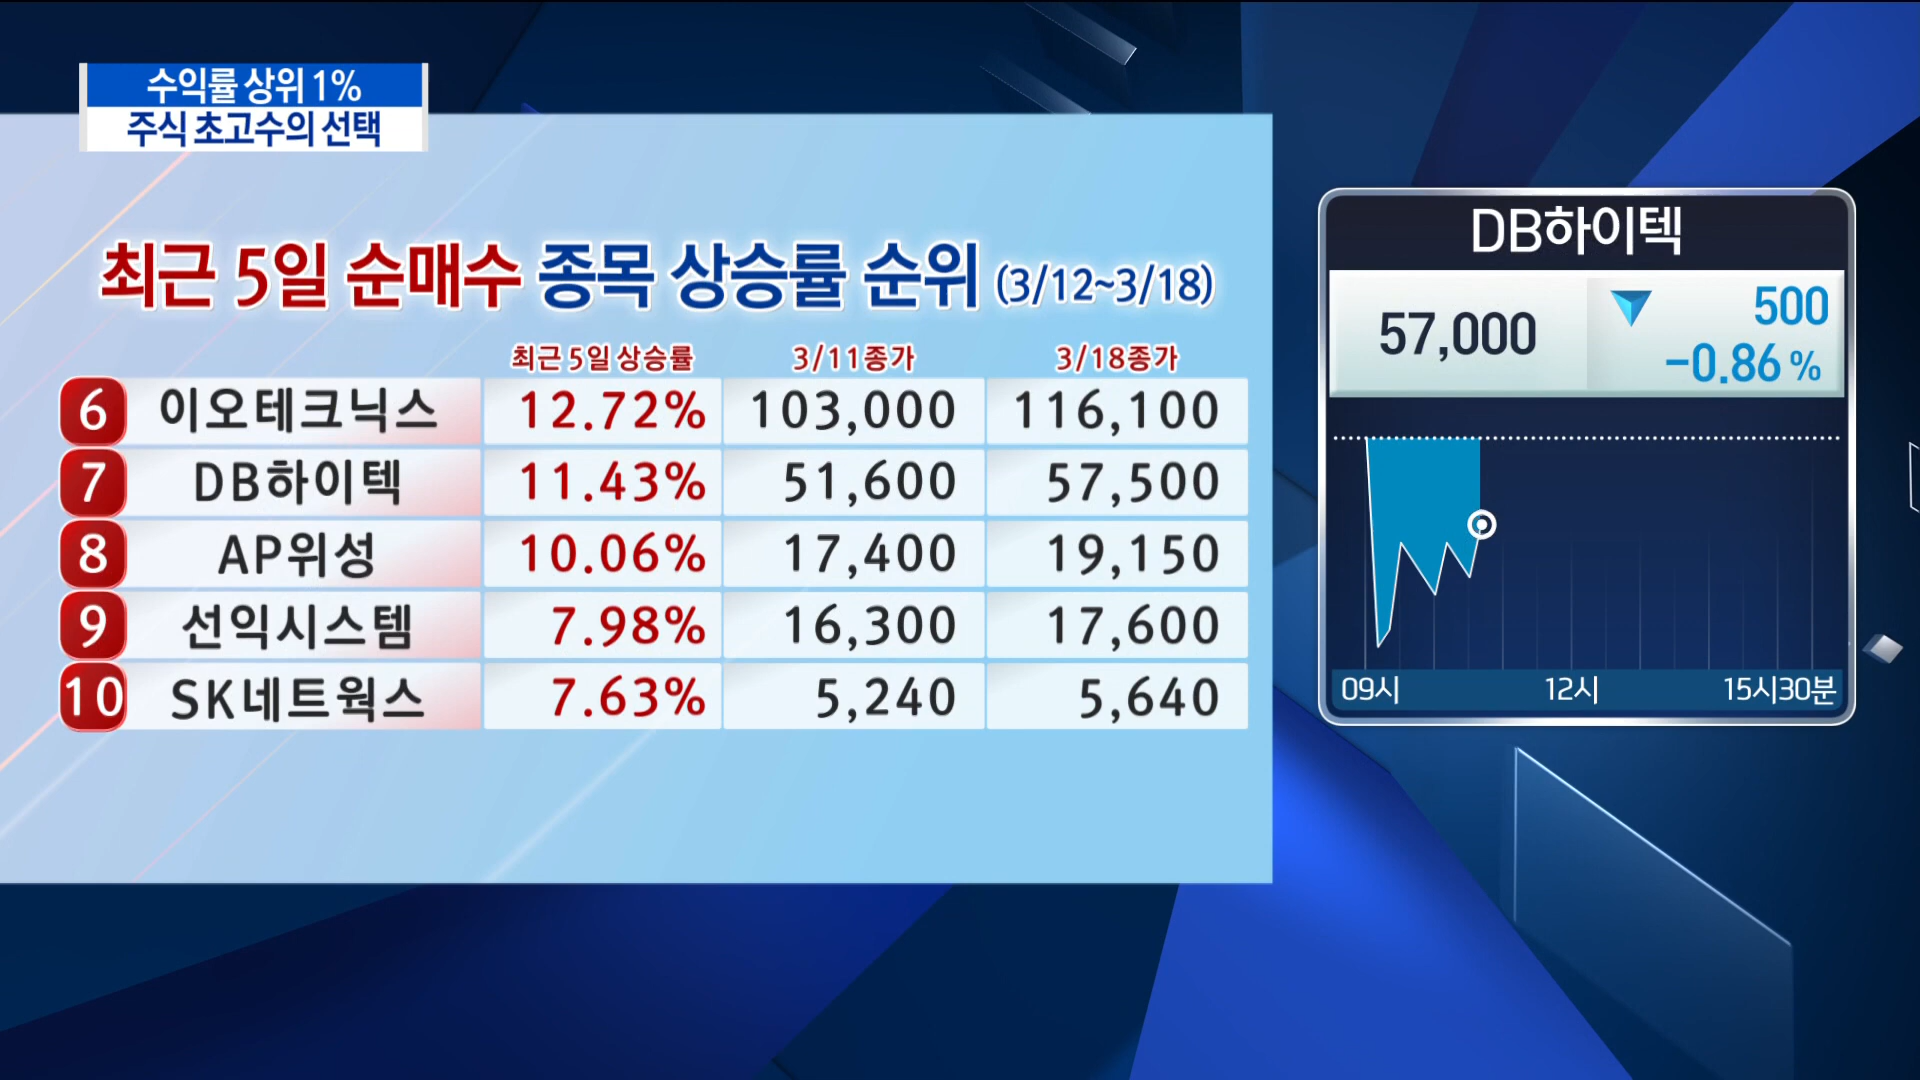 수익률 상위 1%
주식 초고수의 선택
최근 5일 순매수 종목 상승률 순위 (3/12~3/18)
최근 5일 상승률 3/11종가 3/18종가
6 이오테크닉스 12.72% 103,000 116,100
7 DB하이텍 11.43% 51,600 57,500
8 AP위성 10.06% 17,400 19,150
9 선익시스템 7.98% 16,300 17,600
10 SK네트웍스 7.63% 5,240 5,640
DB하이텍
57,000 ▼ 500
-0.86 %
09시 12시 15시30분